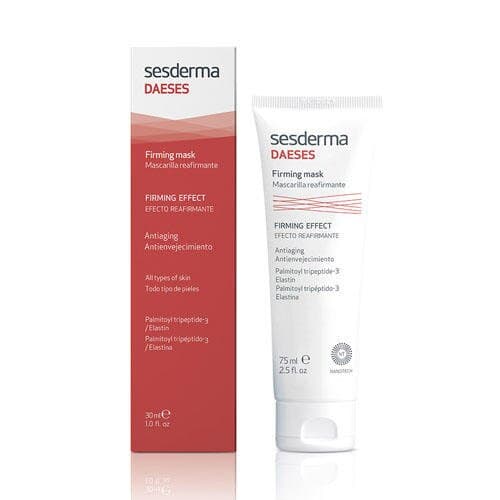 sesderma
DAESES
Firming mask
Mascarilla reafirmante
FIRMING EFFECT
EFECTO REAFIRMANTE
Antiaging
Antienvejecimiento
All types of skin
Todo tipo de pieles
Palmitoyl tripeptide-3
/Elastin
Palmitoyl tripéptido-3
/Elastina
30 ml e
1.0 fl. oz
sesderma
DAESES
Firming mask
Mascarilla reafirmante
FIRMING EFFECT
EFECTO REAFIRMANTE
Antiaging
Antienvejecimiento
Palmitoyl tripeptide-3
Elastin
Palmitoyl tripéptido-3
Elastina
75 ml e
2.5 fl. oz
NANOTECH